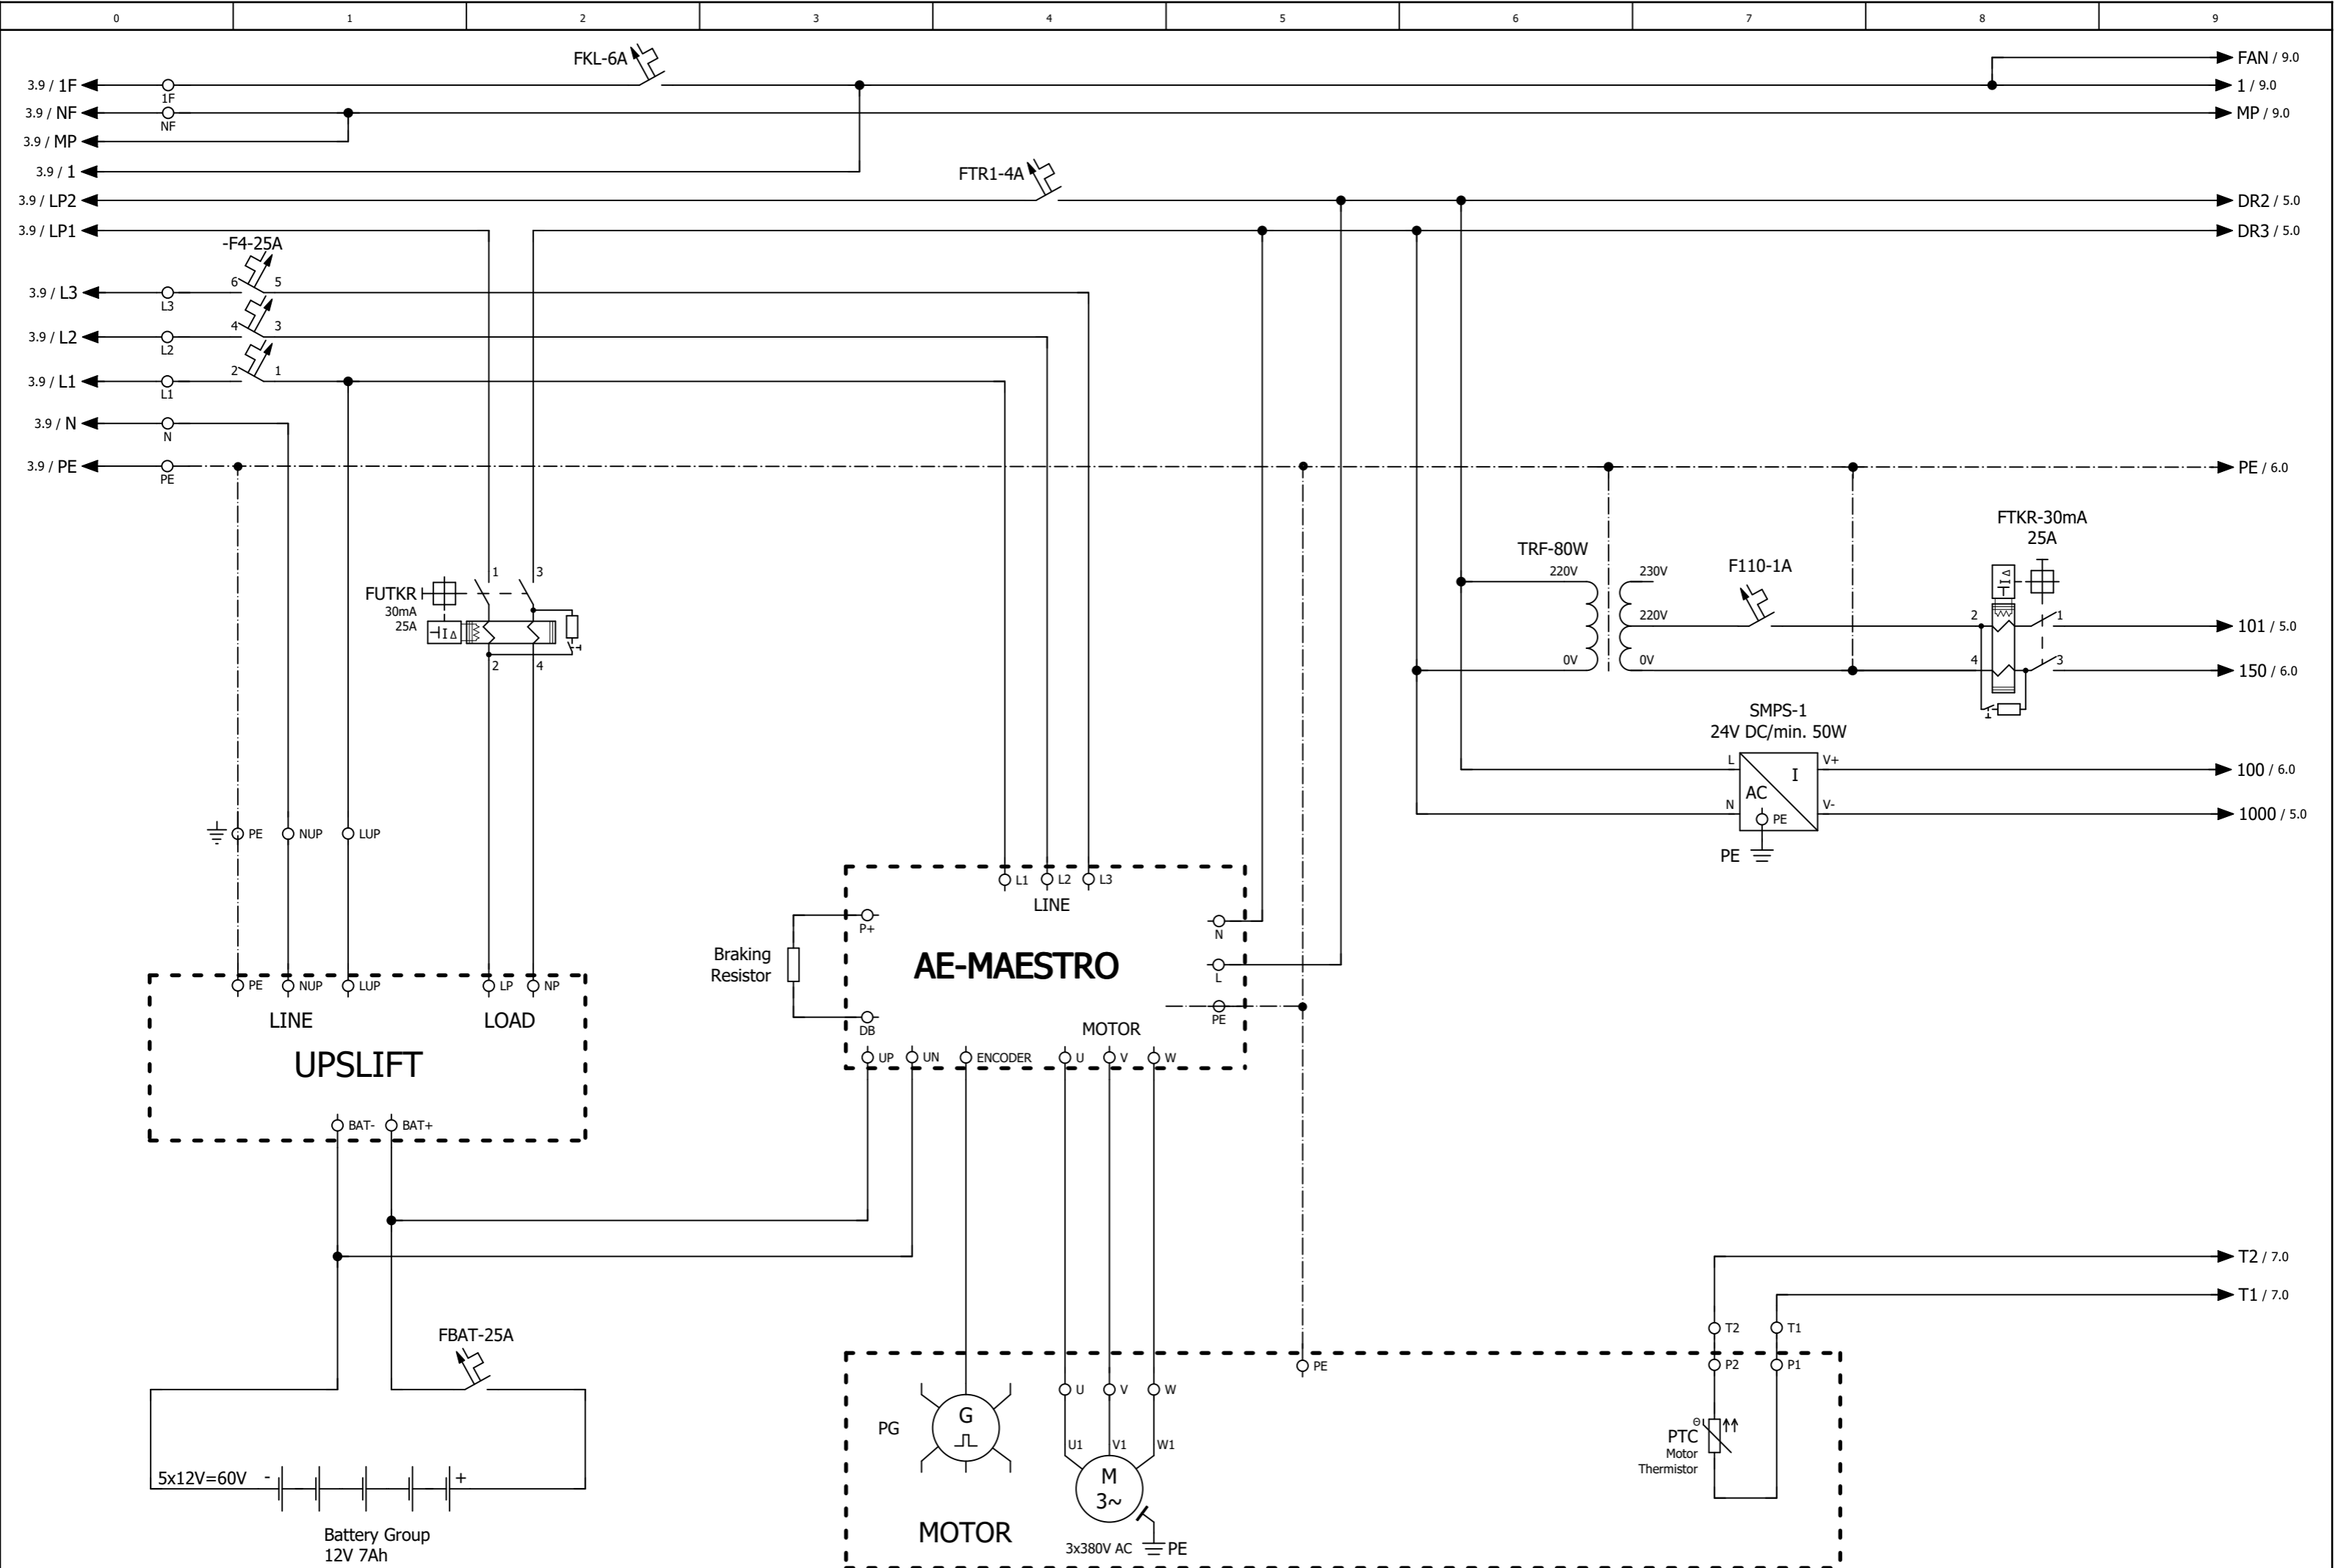 0 1 2 3 4 5 6 7 8 9
FKL-6A
FAN / 9.0
3.9 / 1F
1F
1 / 9.0
3.9 / NF
NF
MP / 9.0
3.9 / MP
3.9 / 1
FTR1-4A
3.9 / LP2
DR2 / 5.0
3.9 / LP1
DR3 / 5.0
-F4-25A
6 5
3.9 / L3
L3
4 3
3.9 / L2
L2
2 1
3.9 / L1
L1
3.9 / N
N
3.9 / PE
PE
PE / 6.0
FTKR-30mA
25A
TRF-80W
220V
230V
F110-1A
220V
0V
0V
IΔ
2
1
4
3
101 / 5.0
150 / 6.0
1
3
FUTKR
30mA
25A
IΔ
2
4
SMPS-1
24V DC/min. 50W
L
V+
I
AC
N
V-
PE
PE
100 / 6.0
1000 / 5.0
PE NUP LUP
PE NUP LUP LP NP
LINE LOAD
UPSLIFT
BAT- BAT+
L1 L2 L3
LINE
P+
N
Braking
Resistor
AE-MAESTRO
L
PE
DB
MOTOR
UP UN ENCODER U V W
T2 / 7.0
T1 / 7.0
FBAT-25A
T2 T1
PE
P2 P1
U V W
PG
G
U1 V1 W1
Θ
PTC
Motor
Thermistor
5x12V=60V - +
M
3~
Battery Group
12V 7Ah
MOTOR
3x380V AC
PE